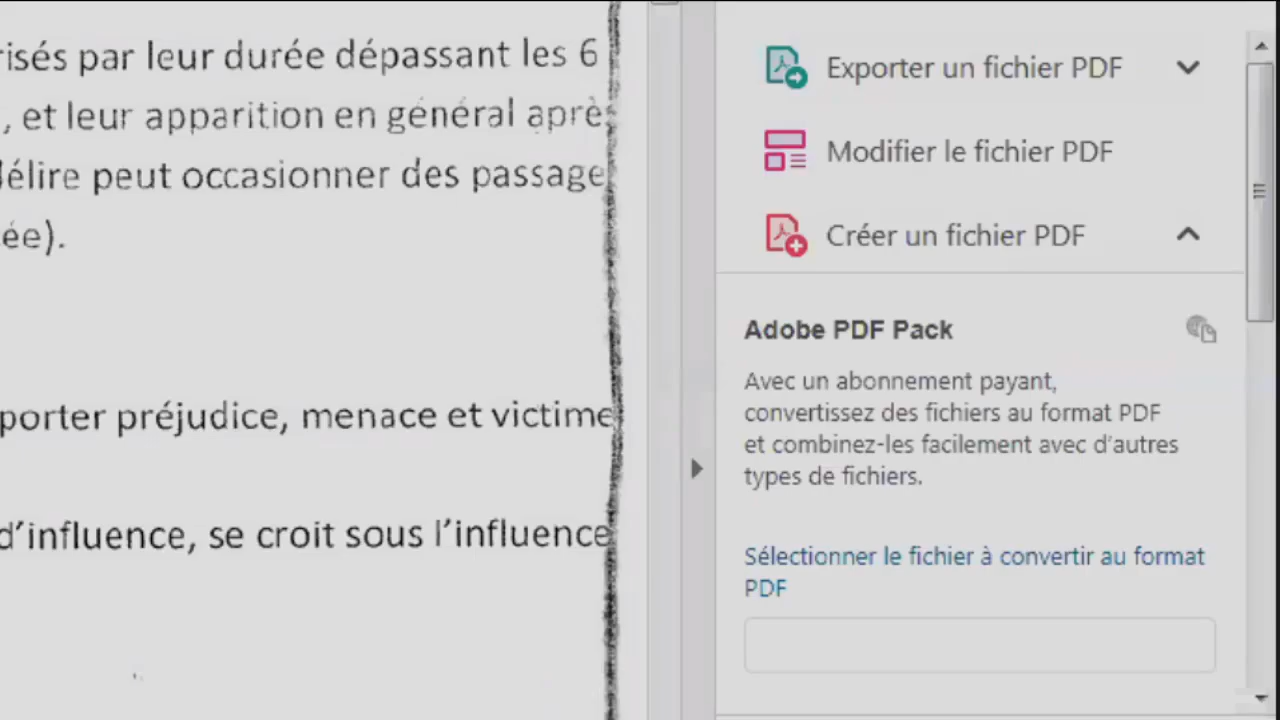 risés par leur durée dépassant les 6
, et leur apparition en général aprè
délire peut occasionner des passage
ée).
porter préjudice, menace et victime
d'influence, se croit sous l'influence
Exporter un fichier PDF
Modifier le fichier PDF
Créer un fichier PDF
Adobe PDF Pack
Avec un abonnement payant,
convertissez des fichiers au format PDF
et combinez-les facilement avec d'autres
types de fichiers.
Sélectionner le fichier à convertir au format
PDF